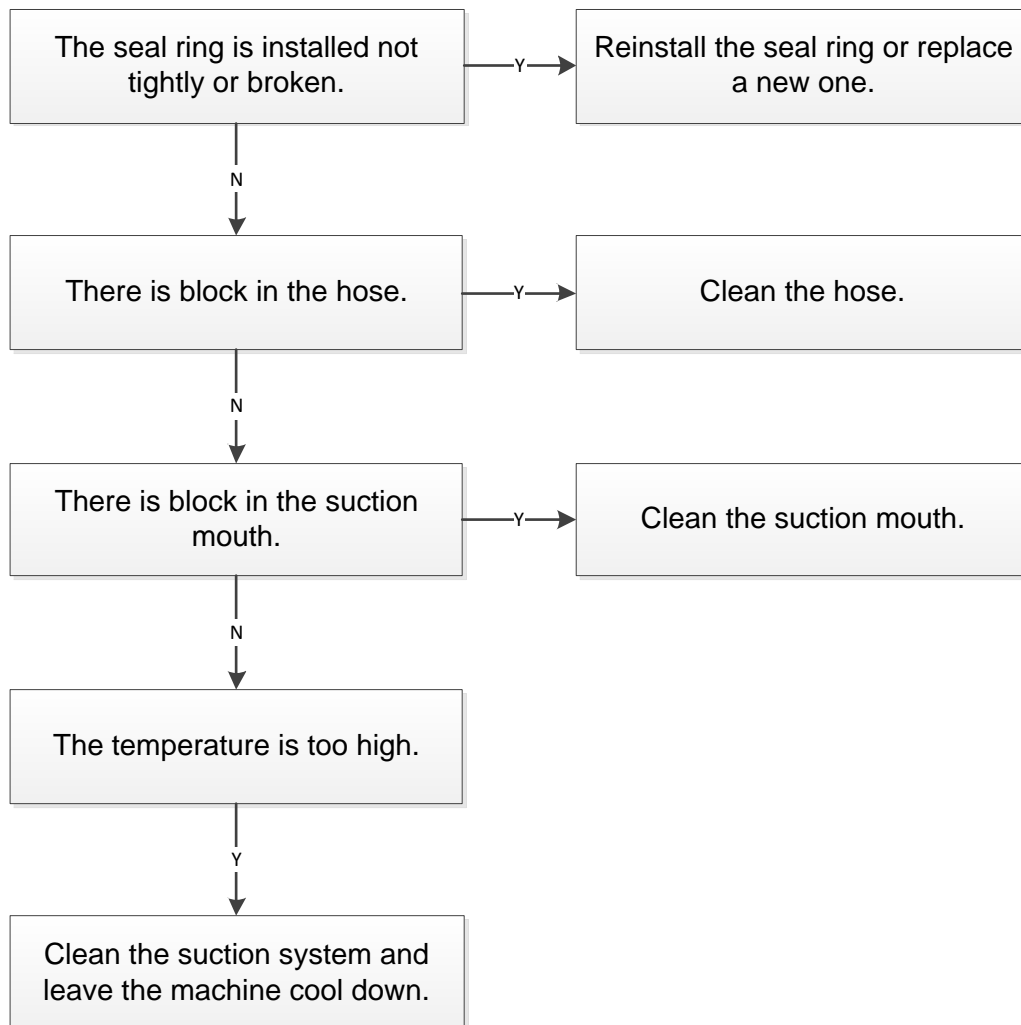 The seal ring is installed not
tightly or broken.
Y
Reinstall the seal ring or replace
a new one.
N
There is block in the hose.
Y
Clean the hose.
N
There is block in the suction
mouth.
Y
Clean the suction mouth.
N
The temperature is too high.
Y
Clean the suction system and
leave the machine cool down.